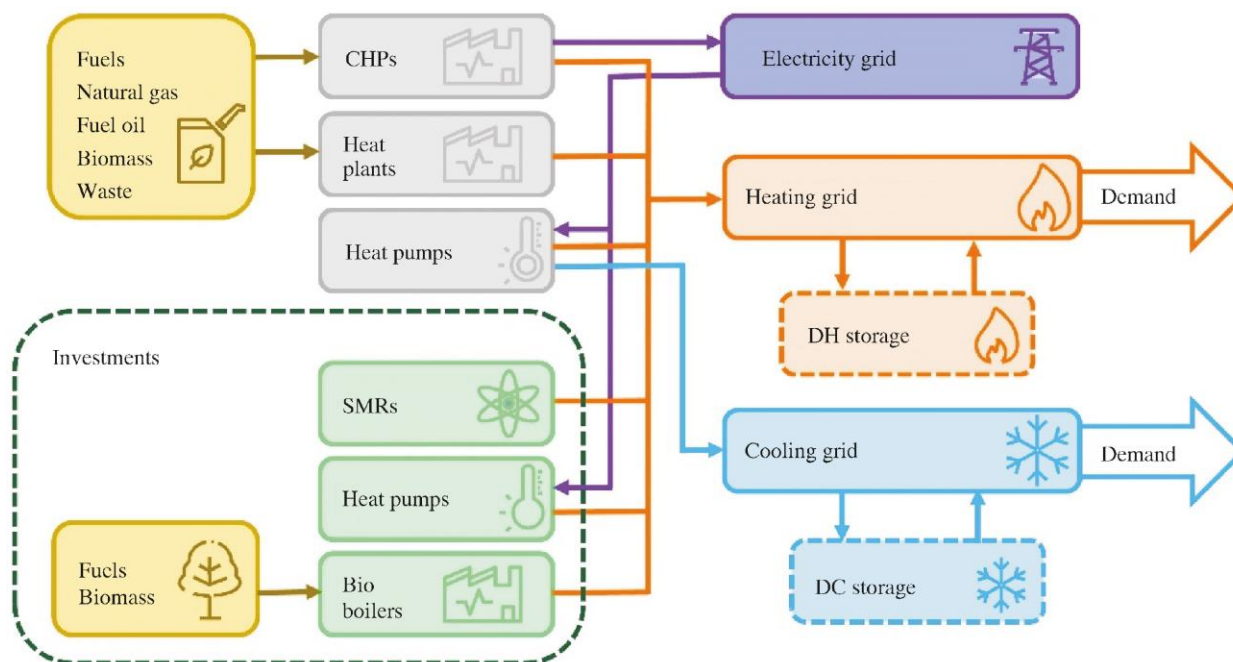 Fuels
Natural gas
Fuel oil
Biomass
Waste
CHPs
Heat
plants
Heat pumps
Electricity grid
Heating grid
Demand
DH storage
Investments
SMRs
Heat pumps
Fuels
Biomass
Bio
boilers
Cooling grid
Demand
DC storage